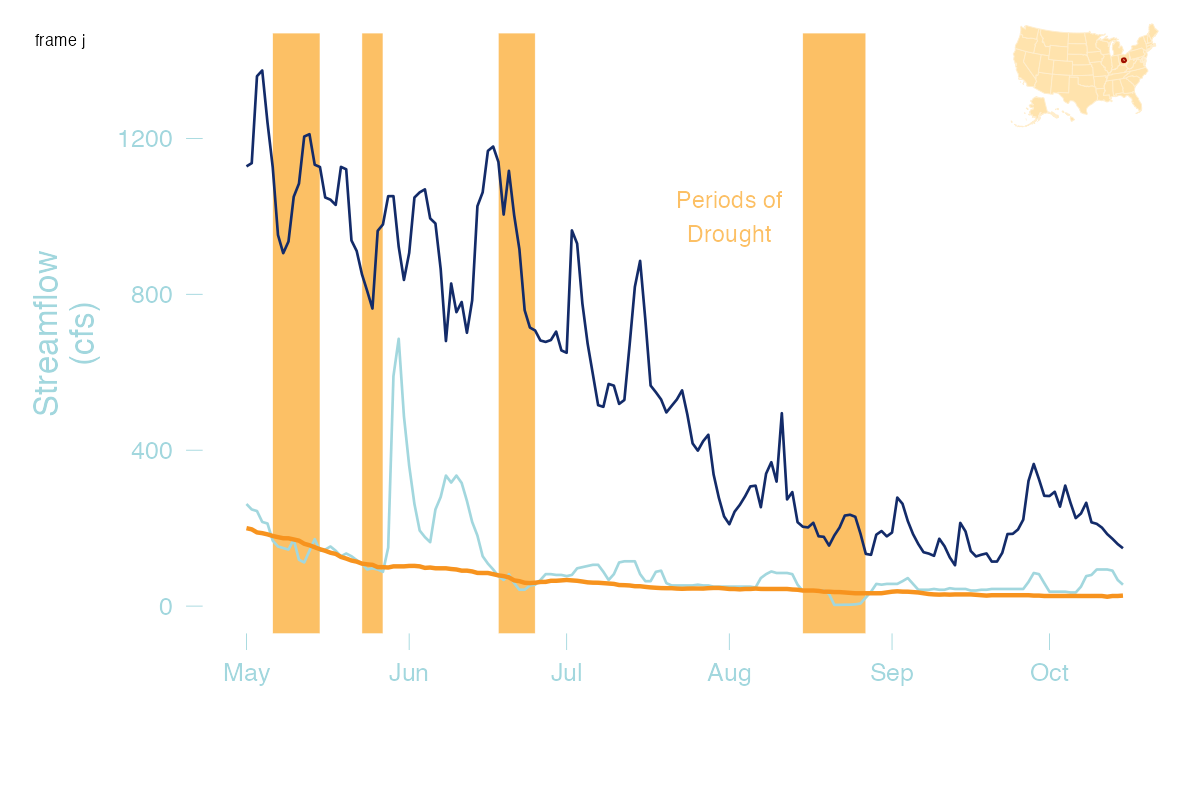 frame j
1200
800
400
0
Streamflow
(cfs)
Periods of
Drought
May Jun Jul Aug Sep Oct